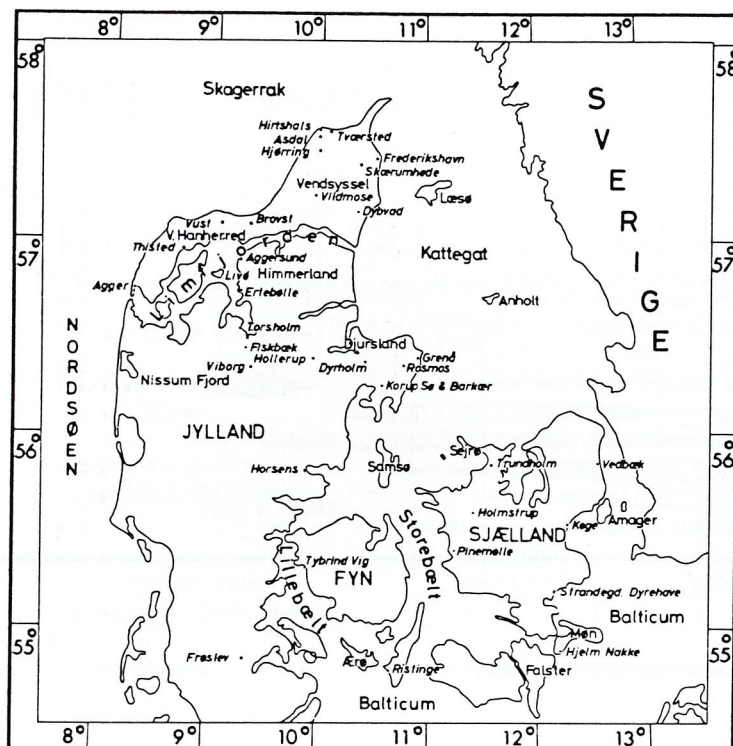 8° 9° 10° 11° 12° 13°
58° 58°
Skagerrak
SVERIGE
Hirtshals
Tværsted
Asdal
Hjørring
Frederikshavn
Skærumhede
Vendsyssel
Vildmose
Læsø
Dybvad
Vust
Brovst
V. Hanherred
57° 57°
Limfjorden
Thisted
Aggersund
Kattegat
Livø
Himmerland
Agger
Ertebølle
Anholt
NORDSØEN
Lorsholm
Djursland
Fiskbæk
Hollerup
Grenå
Viborg
Dyrholm
Rosmos
Nissum Fjord
Korup Sø & Barkær
56° 56°
JYLLAND
Sejrø
Horsens
Samsø
Trundholm
Vedbæk
Holmstrup
Amager
Storebælt
SJÆLLAND
Køge
Pinemølle
Lillebælt
Tybrind Vig
FYN
Strandegd. Dyrehave
Balticum
55° 55°
Møn
Hjelm Nakke
Frøslev
Ærø
Ristinge
Falster
Balticum
8° 9° 10° 11° 12° 13°